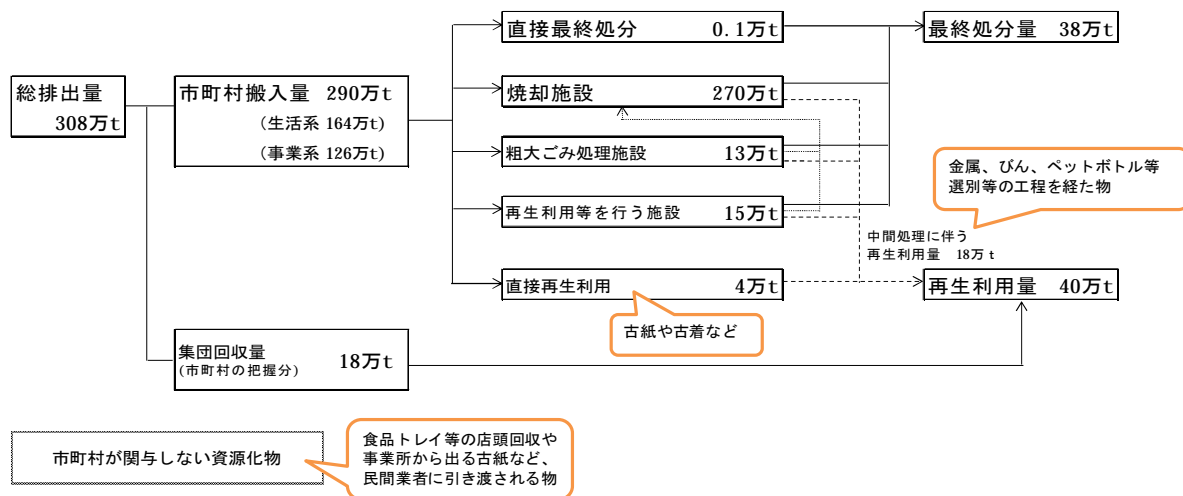 総排出量
308万t
市町村搬入量 290万t
(生活系 164万t)
(事業系 126万t)
集団回収量 18万t
(市町村の把握分)
直接最終処分 0.1万t
焼却施設 270万t
粗大ごみ処理施設 13万t
再生利用等を行う施設 15万t
直接再生利用 4万t
古紙や古着など
最終処分量 38万t
金属、びん、ペットボトル等
選別等の工程を経た物
中間処理に伴う
再生利用量 18万t
再生利用量 40万t
市町村が関与しない資源化物
食品トレイ等の店頭回収や
事業所から出る古紙など、
民間業者に引き渡される物